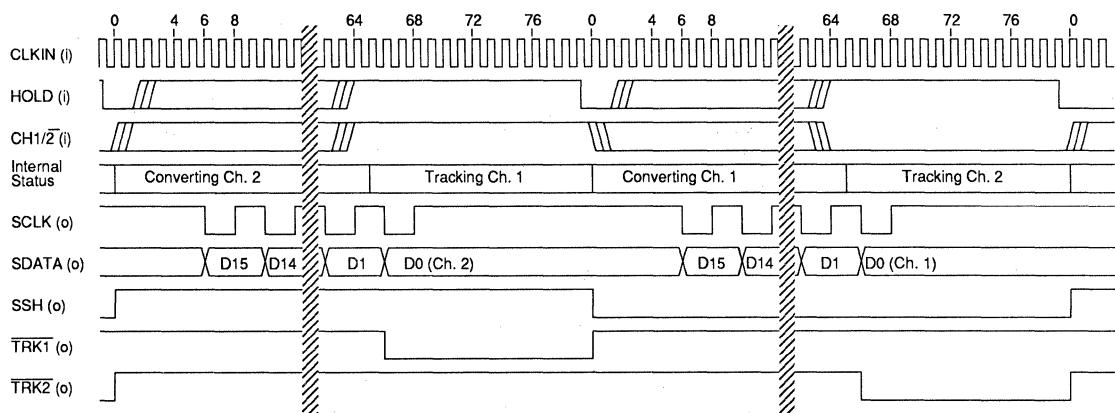 0 4 6 8 64 68 72 76 0 4 6 8 64 68 72 76 0
CLKIN (i)
HOLD (i)
CH1/2̅ (i)
Internal
Status
Converting Ch. 2 Tracking Ch. 1 Converting Ch. 1 Tracking Ch. 2
SCLK (o)
SDATA (o) D15 D14 D1 D0 (Ch. 2) D15 D14 D1 D0 (Ch. 1)
SSH (o)
T̅R̅K̅1̅ (o)
T̅R̅K̅2̅ (o)